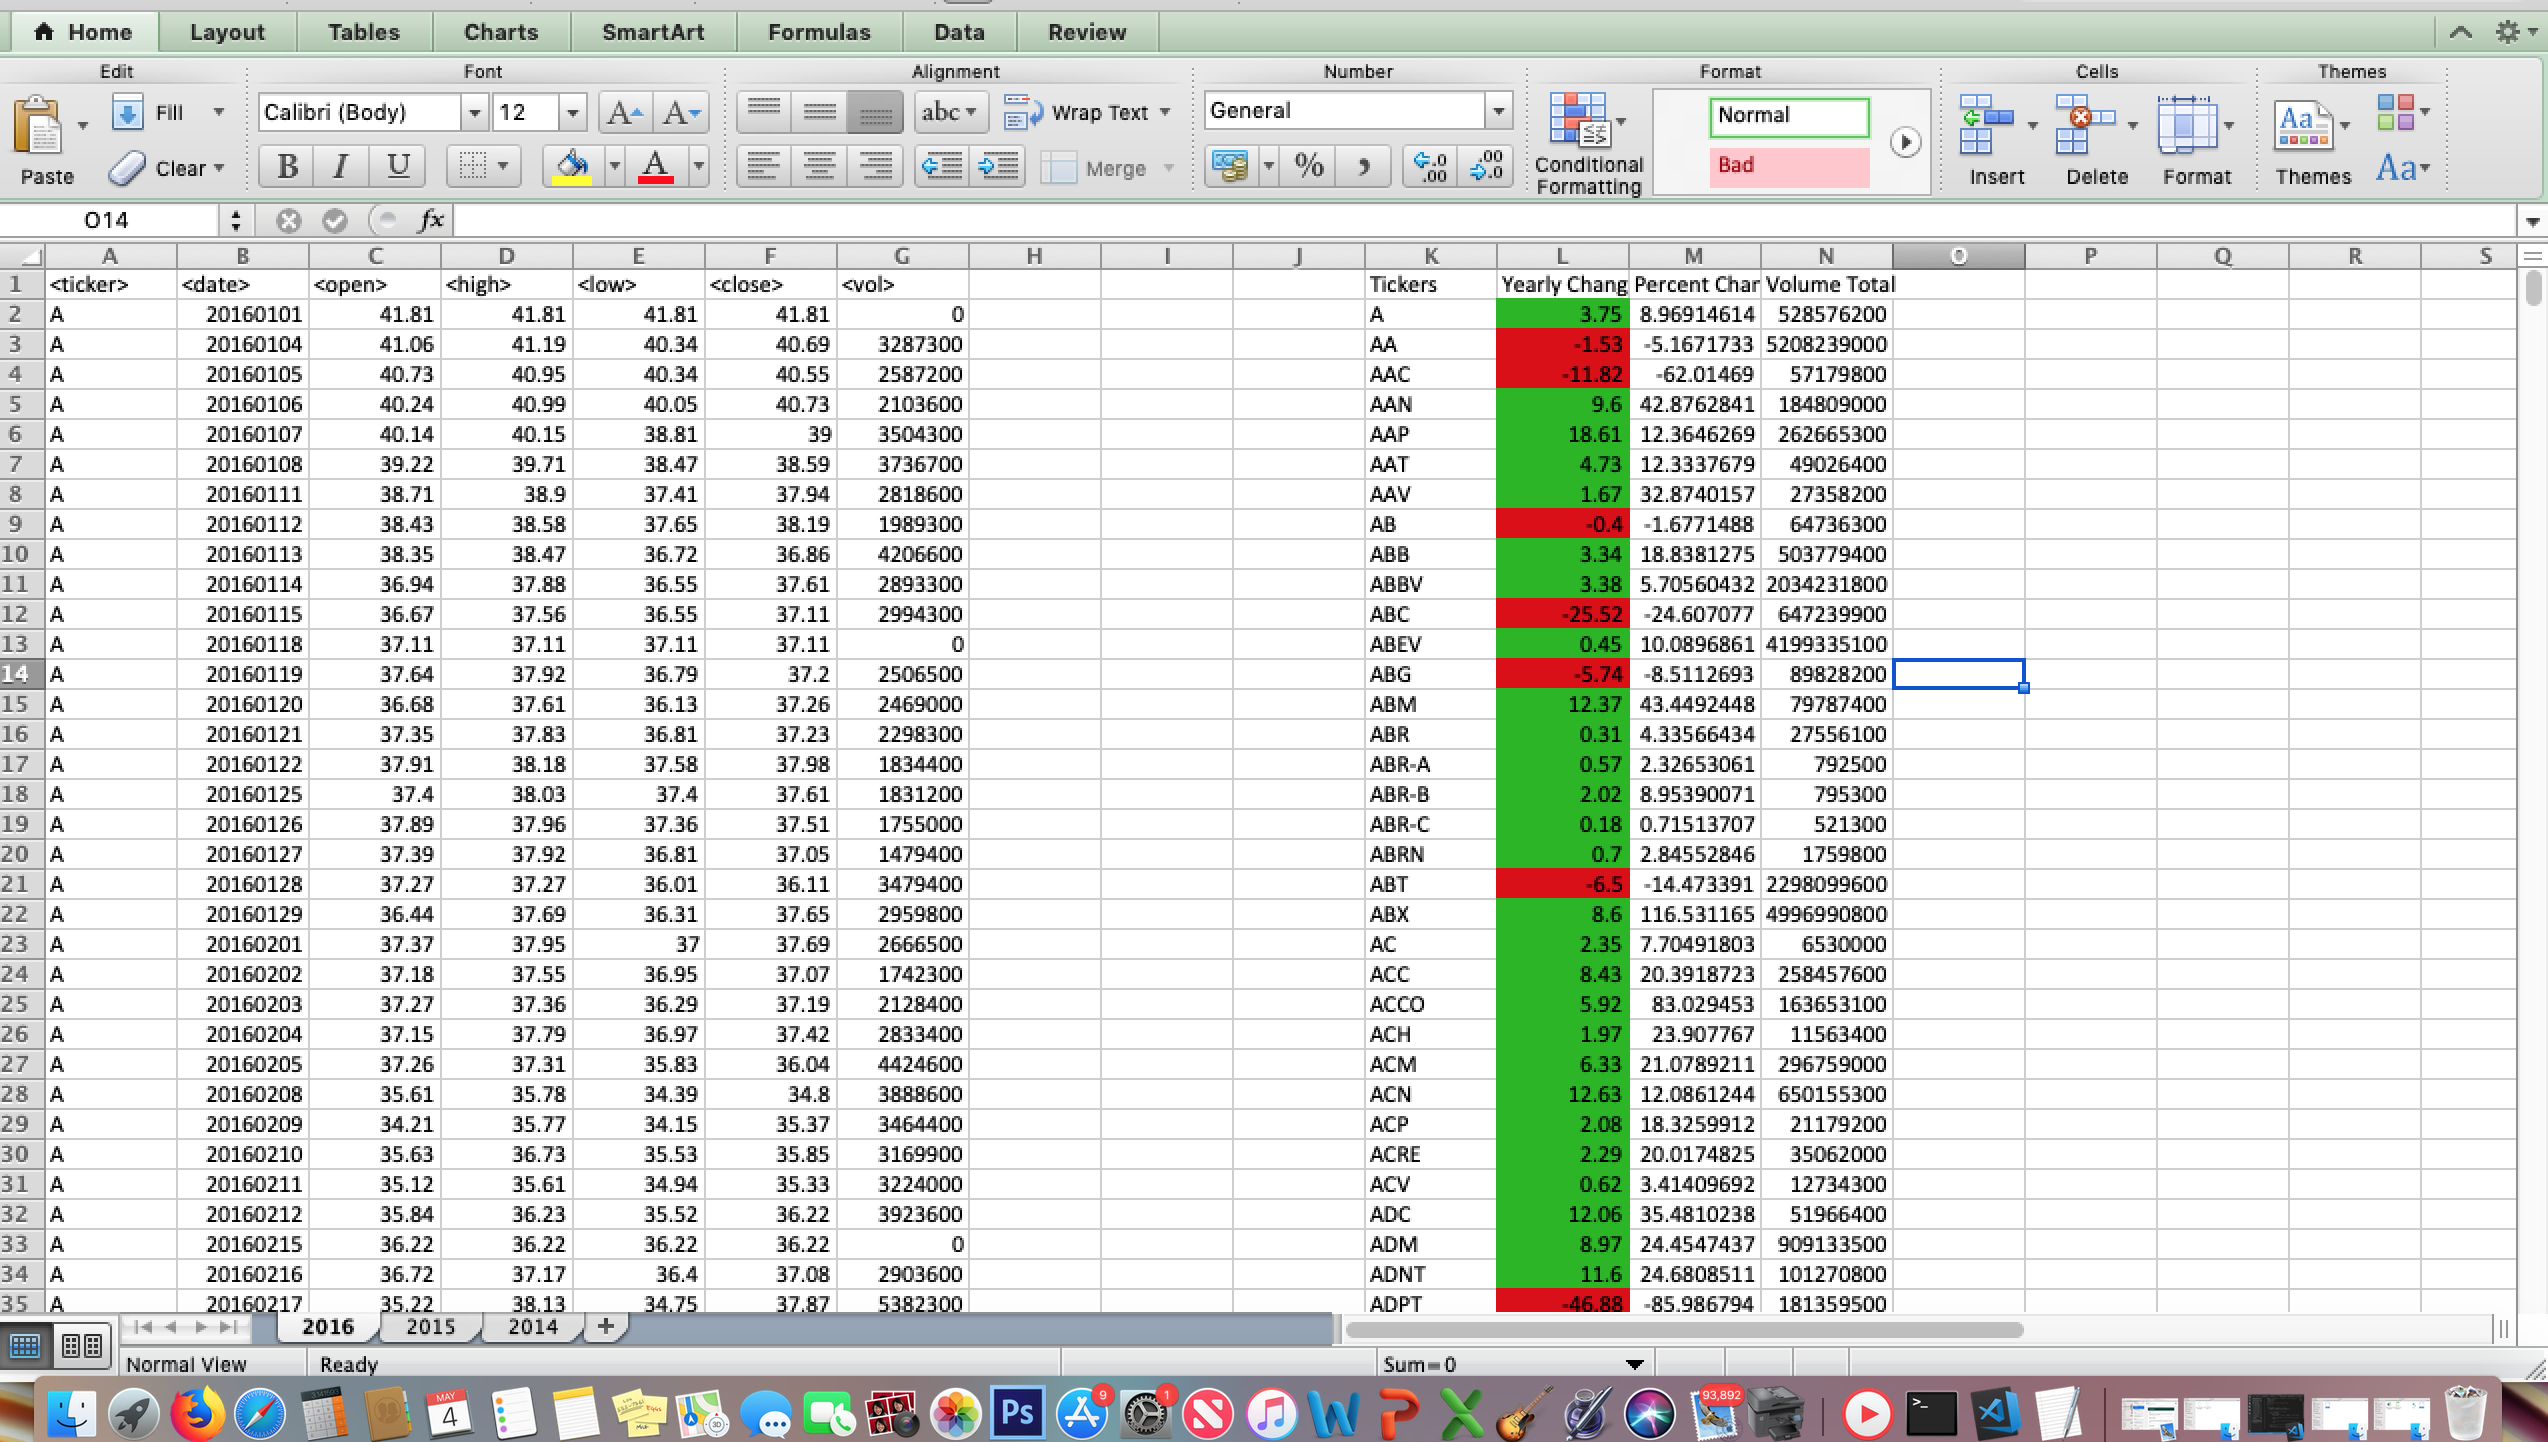 Home Layout Tables Charts SmartArt Formulas Data Review
Edit Font Alignment Number Format Cells Themes
Paste Fill Calibri (Body) 12 A A abc Wrap Text General Conditional Formatting Normal Insert Delete Format Themes Aa
Clear B I U A Merge % , .0 .00 .00 .0 Bad Aa
O14 fx
A B C D E F G H I J K L M N O P Q R S
1 <ticker> <date> <open> <high> <low> <close> <vol> Tickers Yearly Chang Percent Char Volume Total
2 A 20160101 41.81 41.81 41.81 41.81 0 A 3.75 8.96914614 528576200
3 A 20160104 41.06 41.19 40.34 40.69 3287300 AA -1.53 -5.1671733 5208239000
4 A 20160105 40.73 40.95 40.34 40.55 2587200 AAC -11.82 -62.01469 57179800
5 A 20160106 40.24 40.99 40.05 40.73 2103600 AAN 9.6 42.8762841 184809000
6 A 20160107 40.14 40.15 38.81 39 3504300 AAP 18.61 12.3646269 262665300
7 A 20160108 39.22 39.71 38.47 38.59 3736700 AAT 4.73 12.3337679 49026400
8 A 20160111 38.71 38.9 37.41 37.94 2818600 AAV 1.67 32.8740157 27358200
9 A 20160112 38.43 38.58 37.65 38.19 1989300 AB -0.4 -1.6771488 64736300
10 A 20160113 38.35 38.47 36.72 36.86 4206600 ABB 3.34 18.8381275 503779400
11 A 20160114 36.94 37.88 36.55 37.61 2893300 ABBV 3.38 5.70560432 2034231800
12 A 20160115 36.67 37.56 36.55 37.11 2994300 ABC -25.52 -24.607077 647239900
13 A 20160118 37.11 37.11 37.11 37.11 0 ABEV 0.45 10.0896861 4199335100
14 A 20160119 37.64 37.92 36.79 37.2 2506500 ABG -5.74 -8.5112693 89828200
15 A 20160120 36.68 37.61 36.13 37.26 2469000 ABM 12.37 43.4492448 79787400
16 A 20160121 37.35 37.83 36.81 37.23 2298300 ABR 0.31 4.33566434 27556100
17 A 20160122 37.91 38.18 37.58 37.98 1834400 ABR-A 0.57 2.32653061 792500
18 A 20160125 37.4 38.03 37.4 37.61 1831200 ABR-B 2.02 8.95390071 795300
19 A 20160126 37.89 37.96 37.36 37.51 1755000 ABR-C 0.18 0.71513707 521300
20 A 20160127 37.39 37.92 36.81 37.05 1479400 ABRN 0.7 2.84552846 1759800
21 A 20160128 37.27 37.27 36.01 36.11 3479400 ABT -6.5 -14.473391 2298099600
22 A 20160129 36.44 37.69 36.31 37.65 2959800 ABX 8.6 116.531165 4996990800
23 A 20160201 37.37 37.95 37 37.69 2666500 AC 2.35 7.70491803 6530000
24 A 20160202 37.18 37.55 36.95 37.07 1742300 ACC 8.43 20.3918723 258457600
25 A 20160203 37.27 37.36 36.29 37.19 2128400 ACCO 5.92 83.029453 163653100
26 A 20160204 37.15 37.79 36.97 37.42 2833400 ACH 1.97 23.907767 11563400
27 A 20160205 37.26 37.31 35.83 36.04 4424600 ACM 6.33 21.0789211 296759000
28 A 20160208 35.61 35.78 34.39 34.8 3888600 ACN 12.63 12.0861244 650155300
29 A 20160209 34.21 35.77 34.15 35.37 3464400 ACP 2.08 18.3259912 21179200
30 A 20160210 35.63 36.73 35.53 35.85 3169900 ACRE 2.29 20.0174825 35062000
31 A 20160211 35.12 35.61 34.94 35.33 3224000 ACV 0.62 3.41409692 12734300
32 A 20160212 35.84 36.23 35.52 36.22 3923600 ADC 12.06 35.4810238 51966400
33 A 20160215 36.22 36.22 36.22 36.22 0 ADM 8.97 24.4547437 909133500
34 A 20160216 36.72 37.17 36.4 37.08 2903600 ADNT 11.6 24.6808511 101270800
35 A 20160217 35.22 38.13 34.75 37.87 5382300 ADPT -46.88 -85.986794 181359500
2016 2015 2014 +
Normal View Ready Sum=0
MAY 4 3D Ps 9 1 W P X 93,892 >_